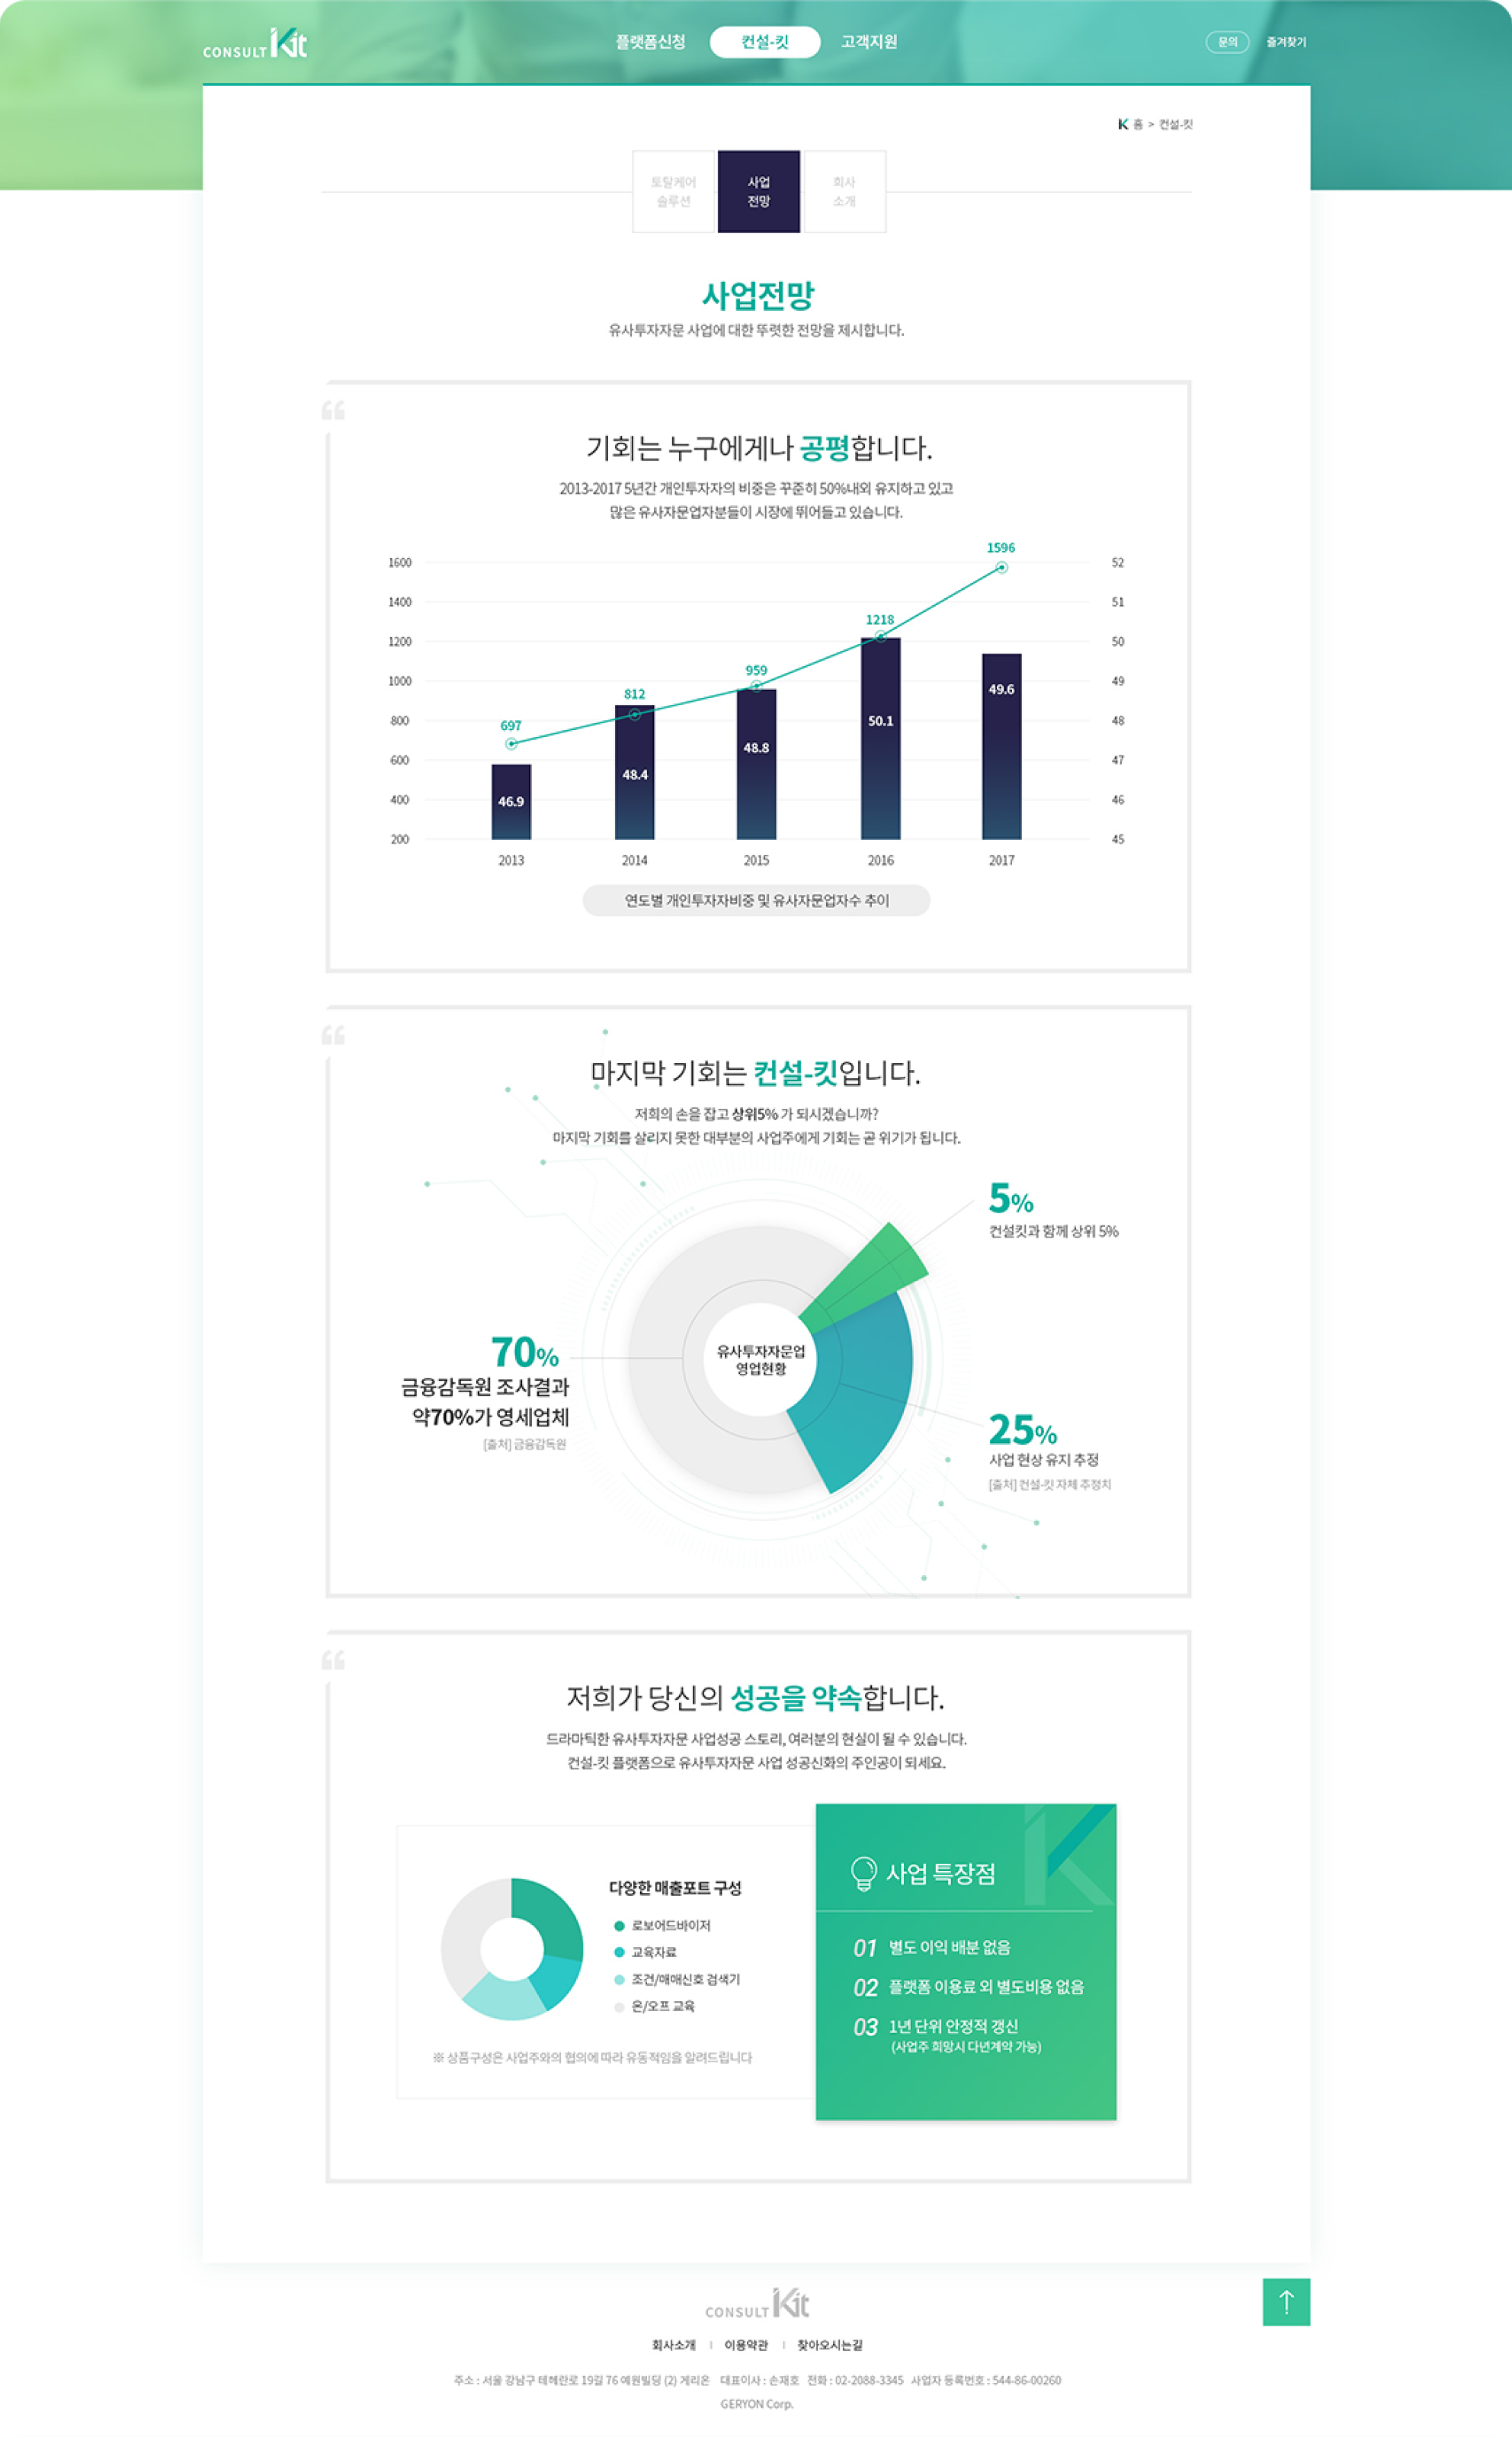 CONSULT Kit
플랫폼신청
컨설-킷
고객지원
문의
즐겨찾기
K 홈 > 컨설-킷
토탈케어
솔루션
사업
전망
회사
소개
사업전망
유사투자자문 사업에 대한 뚜렷한 전망을 제시합니다.
기회는 누구에게나 공평합니다.
2013-2017 5년간 개인투자자의 비중은 꾸준히 50%내외 유지하고 있고
많은 유사자문업자분들이 시장에 뛰어들고 있습니다.
1600
1400
1200
1000
800
600
400
200
52
51
50
49
48
47
46
45
697
812
959
1218
1596
46.9
48.4
48.8
50.1
49.6
2013
2014
2015
2016
2017
연도별 개인투자자비중 및 유사자문업자수 추이
마지막 기회는 컨설-킷입니다.
저희의 손을 잡고 상위5% 가 되시겠습니까?
마지막 기회를 살리지 못한 대부분의 사업주에게 기회는 곧 위기가 됩니다.
5%
컨설킷과 함께 상위 5%
70%
금융감독원 조사결과
약70%가 영세업체
[출처] 금융감독원
유사투자자문업
영업현황
25%
사업 현상 유지 추정
[출처] 컨설-킷 자체 추정치
저희가 당신의 성공을 약속합니다.
드라마틱한 유사투자자문 사업성공 스토리, 여러분의 현실이 될 수 있습니다.
컨설-킷 플랫폼으로 유사투자자문 사업 성공신화의 주인공이 되세요.
다양한 매출포트 구성
로보어드바이저
교육자료
조건/매매신호 검색기
온/오프 교육
※ 상품구성은 사업주와의 협의에 따라 유동적임을 알려드립니다
사업 특장점
01 별도 이익 배분 없음
02 플랫폼 이용료 외 별도비용 없음
03 1년 단위 안정적 갱신
(사업주 희망시 다년계약 가능)
CONSULT Kit
회사소개 | 이용약관 | 찾아오시는길
주소 : 서울 강남구 테헤란로 19길 76 예원빌딩 (2) 게리온 대표이사 : 손재호 전화 : 02-2088-3345 사업자 등록번호 : 544-86-00260
GERYON Corp.